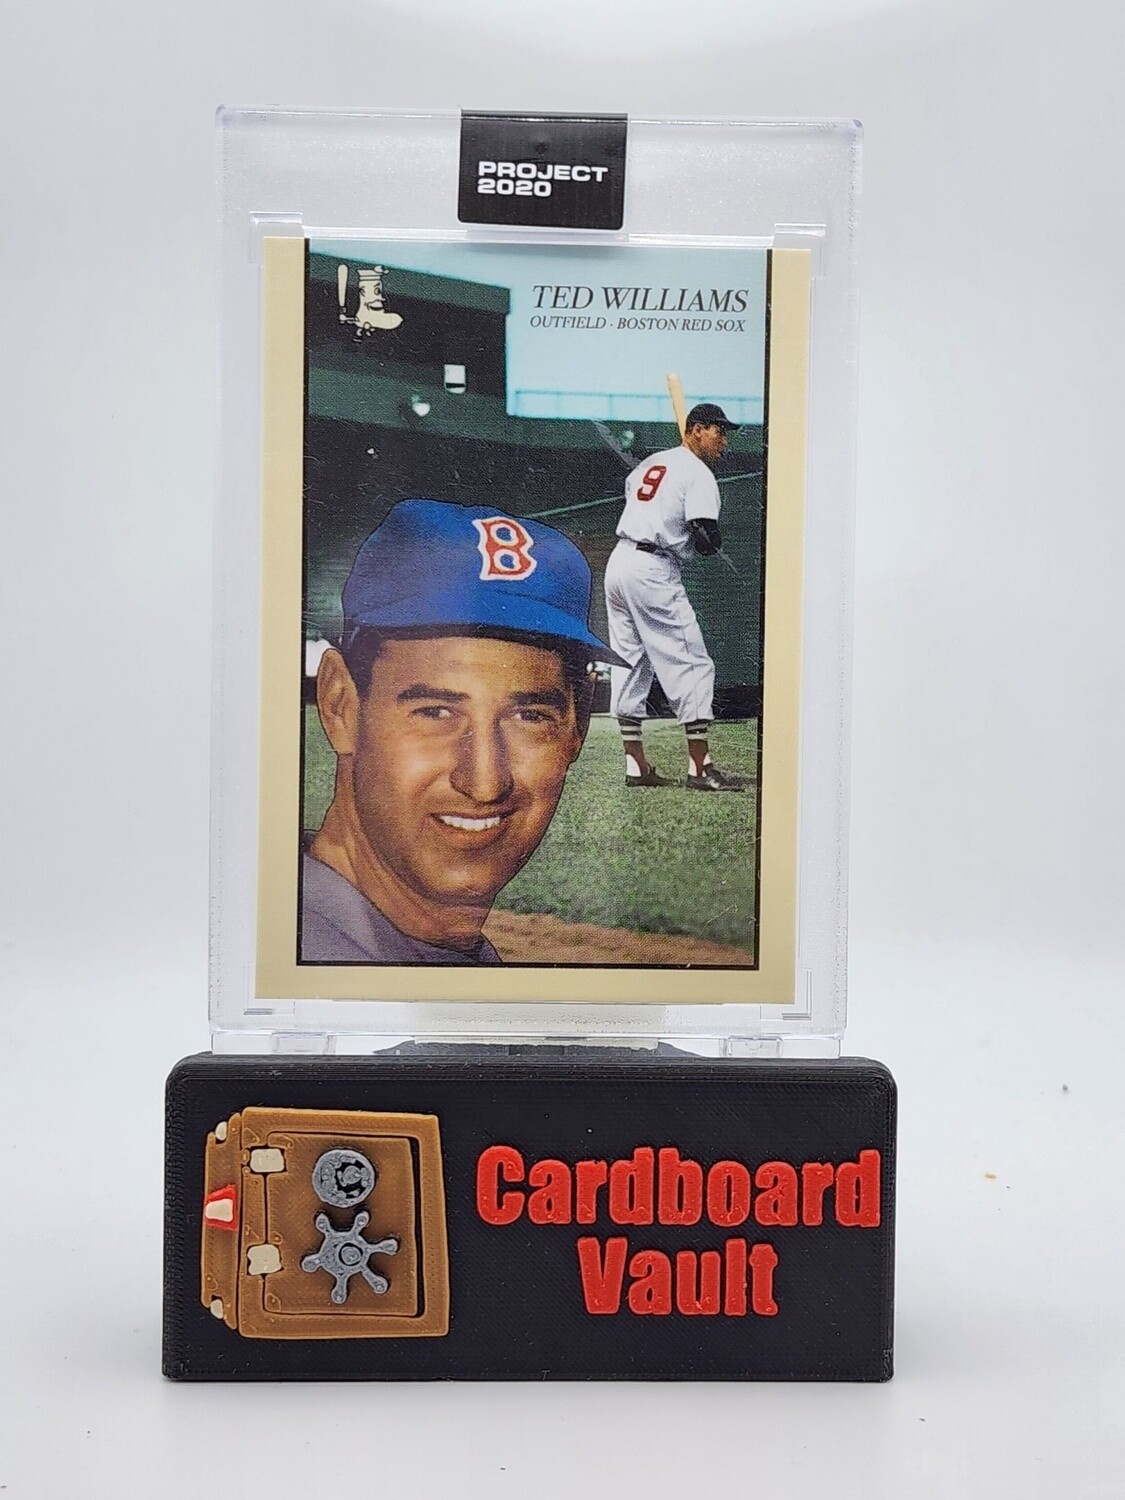 PROJECT
2020
TED WILLIAMS
OUTFIELD · BOSTON RED SOX
9
B
Cardboard
Vault